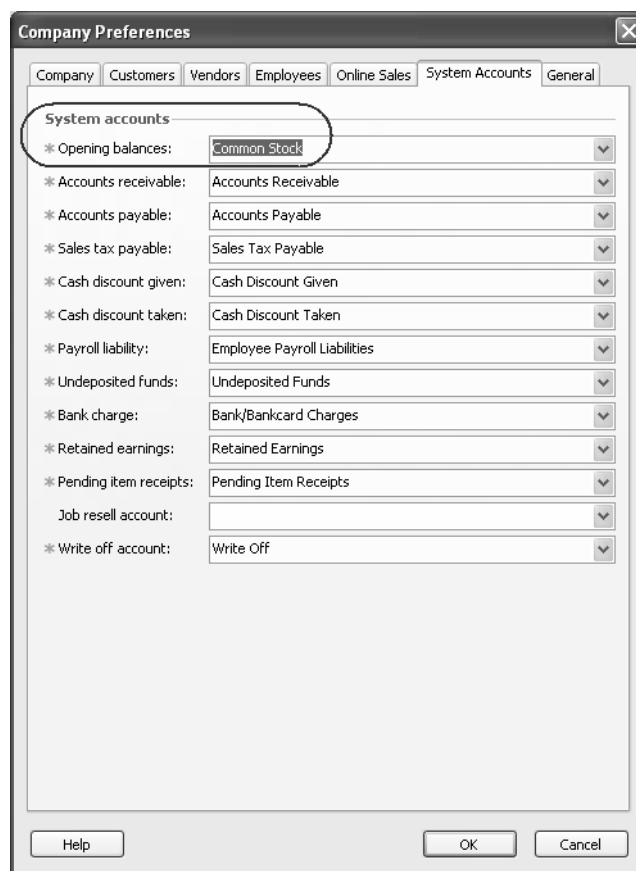 Company Preferences
Company Customers Vendors Employees Online Sales System Accounts General
System accounts
* Opening balances: Common Stock
* Accounts receivable: Accounts Receivable
* Accounts payable: Accounts Payable
* Sales tax payable: Sales Tax Payable
* Cash discount given: Cash Discount Given
* Cash discount taken: Cash Discount Taken
* Payroll liability: Employee Payroll Liabilities
* Undeposited funds: Undeposited Funds
* Bank charge: Bank/Bankcard Charges
* Retained earnings: Retained Earnings
* Pending item receipts: Pending Item Receipts
Job resell account:
* Write off account: Write Off
Help OK Cancel